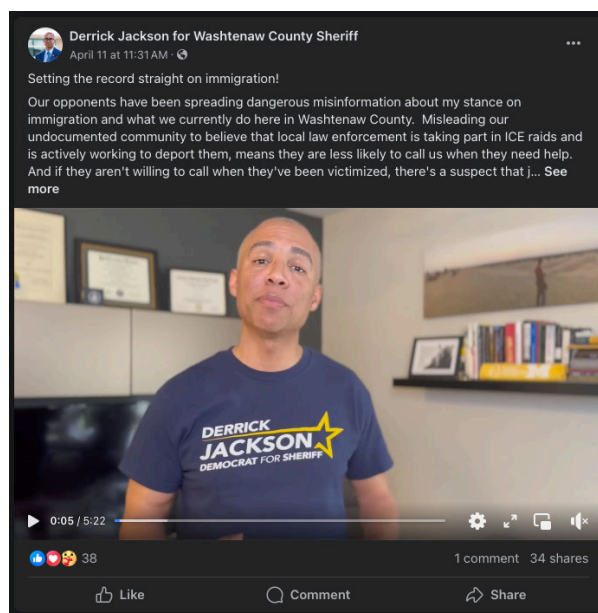 Derrick Jackson for Washtenaw County Sheriff
April 11 at 11:31 AM ·
Setting the record straight on immigration!
Our opponents have been spreading dangerous misinformation about my stance on
immigration and what we currently do here in Washtenaw County.  Misleading our
undocumented community to believe that local law enforcement is taking part in ICE raids and
is actively working to deport them, means they are less likely to call us when they need help.
And if they aren't willing to call when they've been victimized, there's a suspect that j... See
more
DERRICK
JACKSON
DEMOCRAT FOR SHERIFF
0:05 / 5:22
38
1 comment 34 shares
Like
Comment
Share